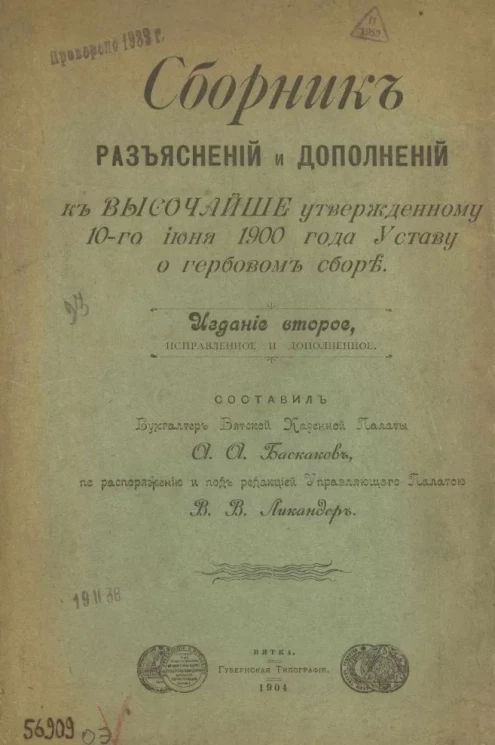 Проверено 1938 г.
Сборникъ
РАЗЪЯСНЕНІЙ и ДОПОЛНЕНІЙ
къ ВЫСОЧАЙШЕ утвержденному
10-го іюня 1900 года Уставу
о гербовомъ сборѣ.
Изданіе второе,
ИСПРАВЛЕННОЕ И ДОПОЛНЕННОЕ.
СОСТАВИЛЪ
Бухгалтеръ Вятской Казенной Палаты
А. А. Баскаковъ,
по распоряженію и подъ редакціей Управляющаго Палатою
В. В. Ликандеръ.
19 II 38
ВЯТКА.
Губернская Типографія.
1904
56909